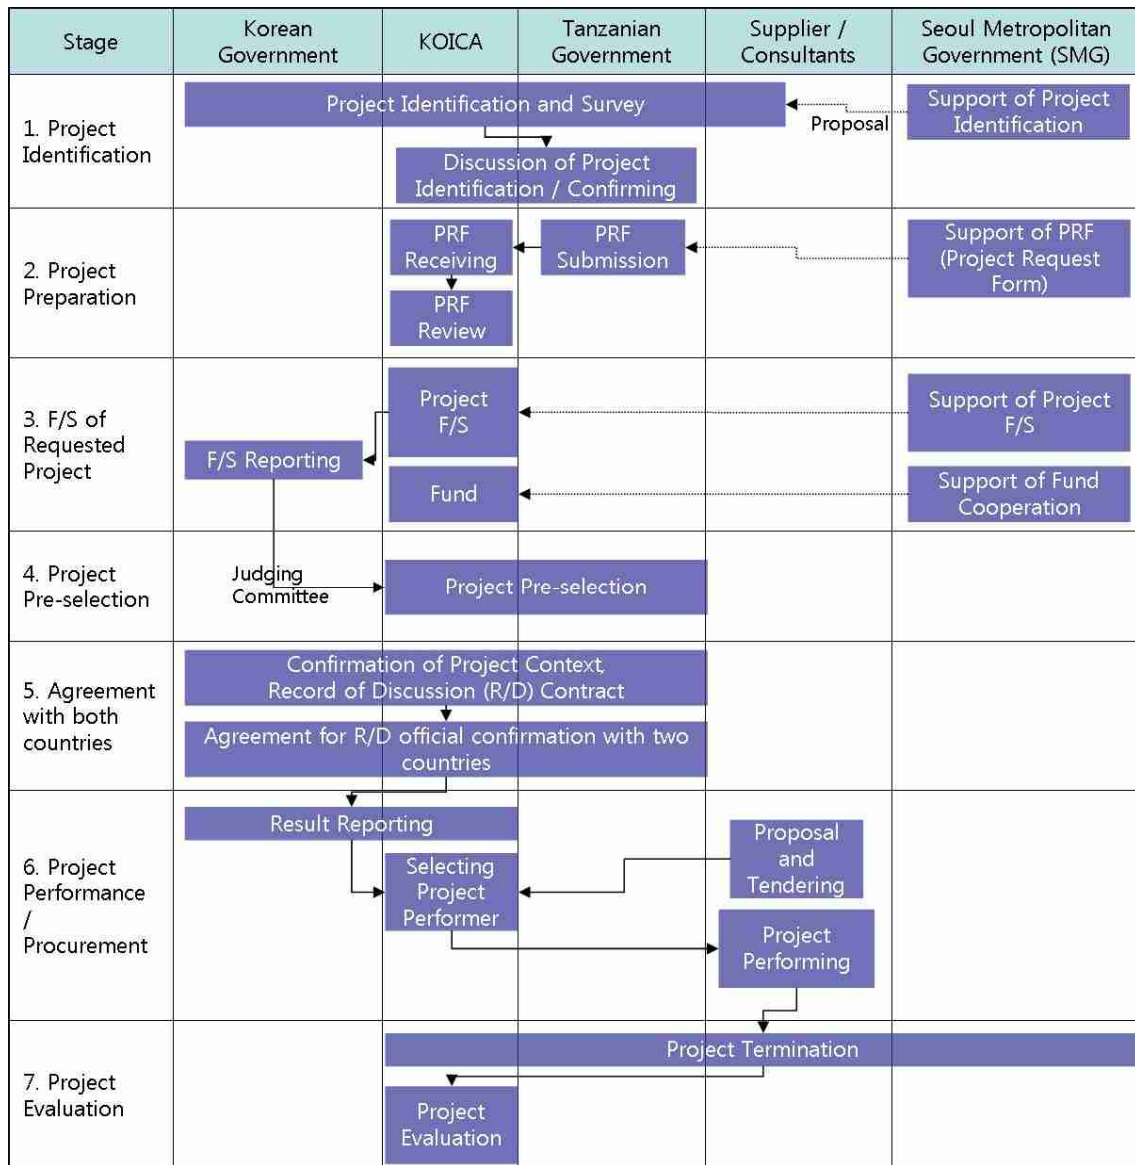 Stage
Korean
Government
KOICA
Tanzanian
Government
Supplier /
Consultants
Seoul Metropolitan
Government (SMG)
1. Project
Identification
Project Identification and Survey
Proposal
Support of Project
Identification
Discussion of Project
Identification / Confirming
2. Project
Preparation
PRF
Receiving
PRF
Submission
Support of PRF
(Project Request
Form)
PRF
Review
3. F/S of
Requested
Project
Project
F/S
Support of Project
F/S
F/S Reporting
Fund
Support of Fund
Cooperation
4. Project
Pre-selection
Judging
Committee
Project Pre-selection
5. Agreement
with both
countries
Confirmation of Project Context,
Record of Discussion (R/D) Contract
Agreement for R/D official confirmation with two
countries
6. Project
Performance
/
Procurement
Result Reporting
Proposal
and
Tendering
Selecting
Project
Performer
Project
Performing
7. Project
Evaluation
Project Termination
Project
Evaluation